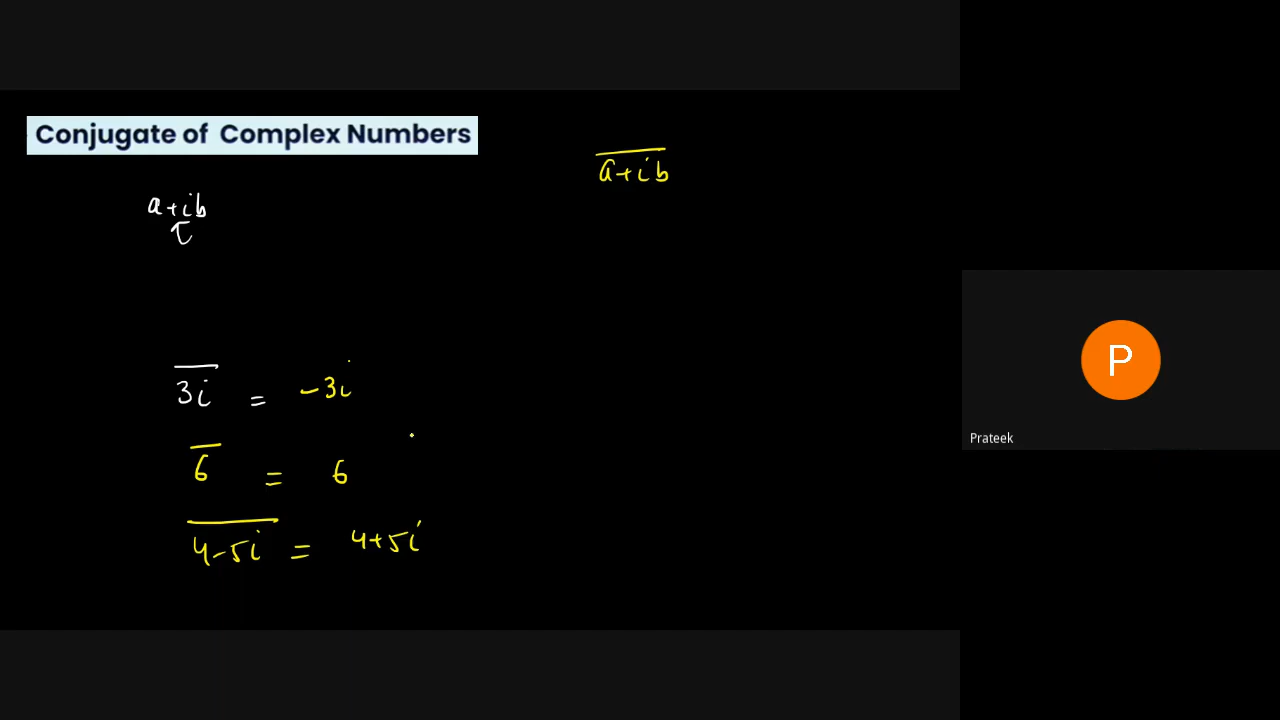 Conjugate of Complex Numbers
a+ib
a+ib
3i = -3i
6 = 6
4-5i = 4+5i
P
Prateek